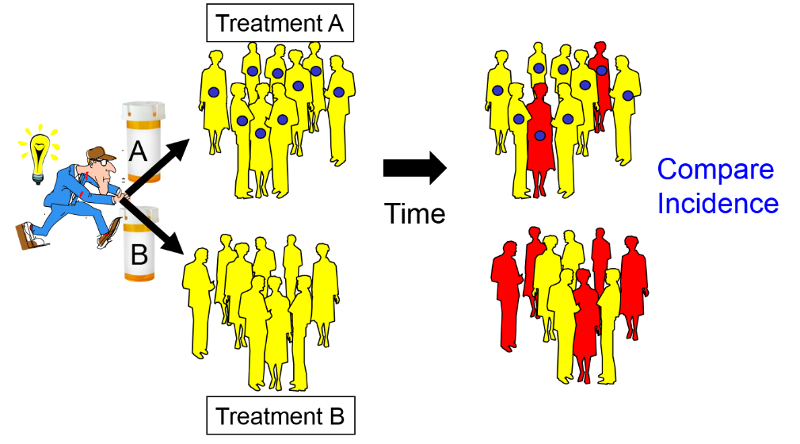 Treatment A
A
B
Time
Compare
Incidence
Treatment B